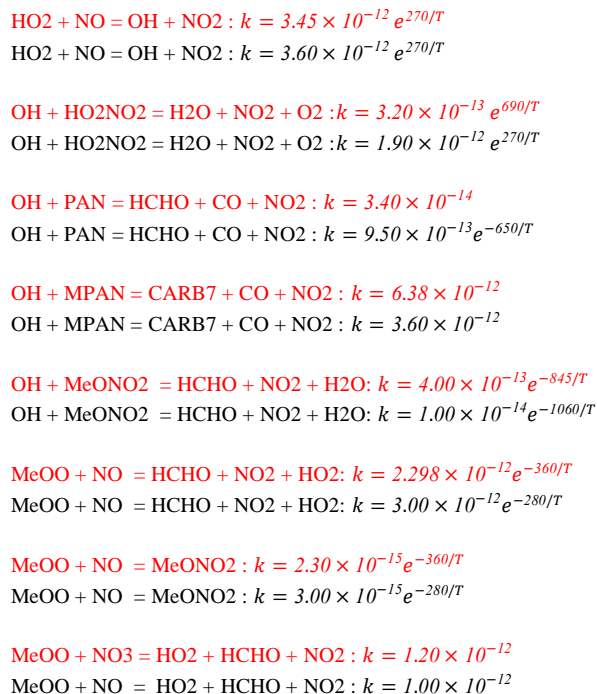 HO2 + NO = OH + NO2 : k = 3.45 × 10⁻¹² e^{270/T}
HO2 + NO = OH + NO2 : k = 3.60 × 10⁻¹² e^{270/T}
OH + HO2NO2 = H2O + NO2 + O2 :k = 3.20 × 10⁻¹³ e^{690/T}
OH + HO2NO2 = H2O + NO2 + O2 :k = 1.90 × 10⁻¹² e^{270/T}
OH + PAN = HCHO + CO + NO2 : k = 3.40 × 10⁻¹⁴
OH + PAN = HCHO + CO + NO2 : k = 9.50 × 10⁻¹³e^{−650/T}
OH + MPAN = CARB7 + CO + NO2 : k = 6.38 × 10⁻¹²
OH + MPAN = CARB7 + CO + NO2 : k = 3.60 × 10⁻¹²
OH + MeONO2 = HCHO + NO2 + H2O: k = 4.00 × 10⁻¹³e^{−845/T}
OH + MeONO2 = HCHO + NO2 + H2O: k = 1.00 × 10⁻¹⁴e^{−1060/T}
MeOO + NO = HCHO + NO2 + HO2: k = 2.298 × 10⁻¹²e^{−360/T}
MeOO + NO = HCHO + NO2 + HO2: k = 3.00 × 10⁻¹²e^{−280/T}
MeOO + NO = MeONO2 : k = 2.30 × 10⁻¹⁵e^{−360/T}
MeOO + NO = MeONO2 : k = 3.00 × 10⁻¹⁵e^{−280/T}
MeOO + NO3 = HO2 + HCHO + NO2 : k = 1.20 × 10⁻¹²
MeOO + NO = HO2 + HCHO + NO2 : k = 1.00 × 10⁻¹²